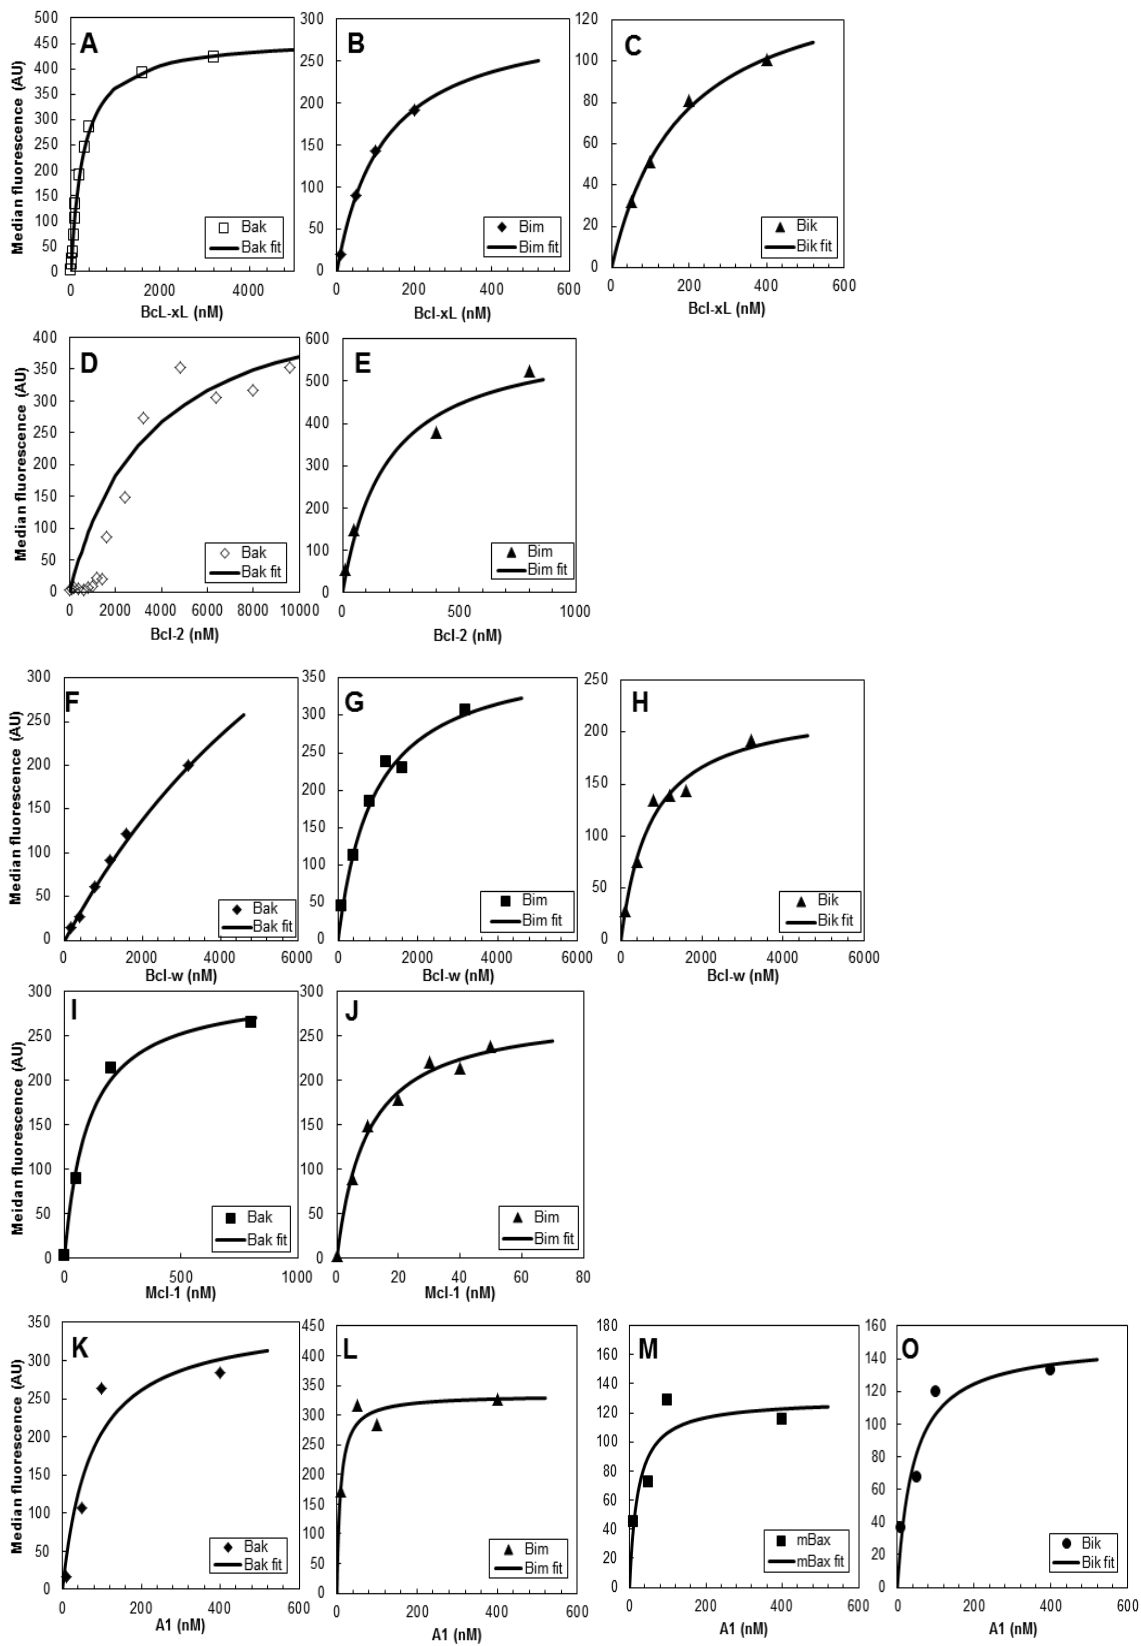 A
Median fluorescence (AU)
500
450
400
350
300
250
200
150
100
50
0
0 2000 4000
BcL-xL (nM)
Bak
Bak fit
B
300
250
200
150
100
50
0
0 200 400 600
Bcl-xL (nM)
Bim
Bim fit
C
120
100
80
60
40
20
0
0 200 400 600
Bcl-xL (nM)
Bik
Bik fit
D
Median fluorescence (AU)
400
350
300
250
200
150
100
50
0
0 2000 4000 6000 8000 10000
Bcl-2 (nM)
Bak
Bak fit
E
600
500
400
300
200
100
0
0 500 1000
Bcl-2 (nM)
Bim
Bim fit
F
Median fluorescence (AU)
300
250
200
150
100
50
0
0 2000 4000 6000
Bcl-w (nM)
Bak
Bak fit
G
350
300
250
200
150
100
50
0
0 2000 4000 6000
Bcl-w (nM)
Bim
Bim fit
H
250
200
150
100
50
0
0 2000 4000 6000
Bcl-w (nM)
Bik
Bik fit
I
Meidan fluorescence (AU)
300
250
200
150
100
50
0
0 500 1000
Mcl-1 (nM)
Bak
Bak fit
J
300
250
200
150
100
50
0
0 20 40 60 80
Mcl-1 (nM)
Bim
Bim fit
K
Median fluorescence (AU)
350
300
250
200
150
100
50
0
0 200 400 600
A1 (nM)
Bak
Bak fit
L
450
400
350
300
250
200
150
100
50
0
0 200 400 600
A1 (nM)
Bim
Bim fit
M
180
160
140
120
100
80
60
40
20
0
0 200 400 600
A1 (nM)
mBax
mBax fit
O
160
140
120
100
80
60
40
20
0
0 200 400 600
A1 (nM)
Bik
Bik fit